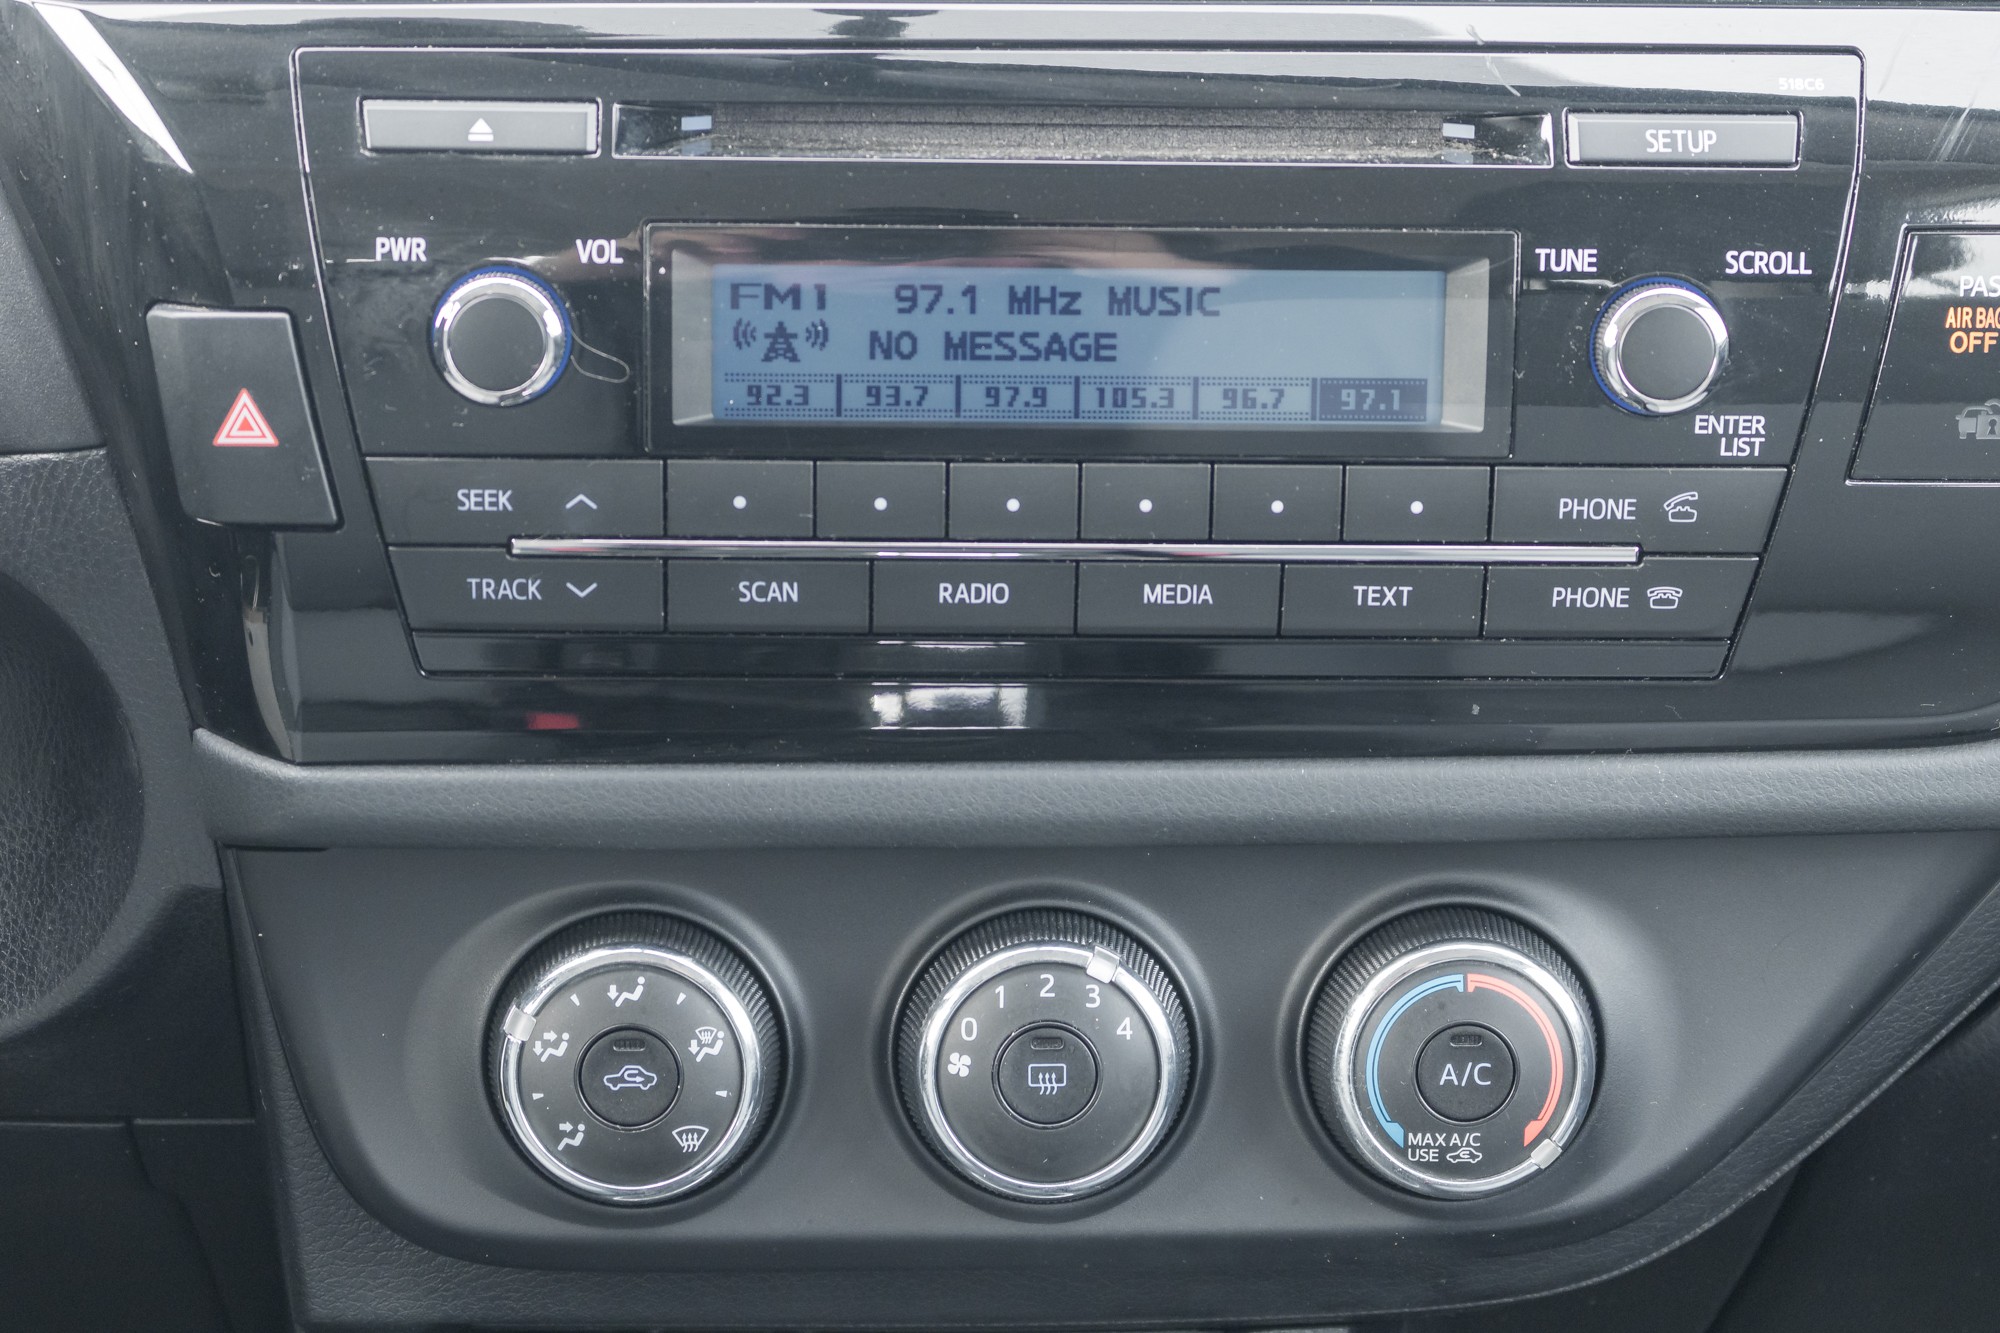 518C6
SETUP
PWR VOL
TUNE SCROLL
FM1 97.1 MHz MUSIC
NO MESSAGE
92.3 93.7 97.9 105.3 96.7 97.1
ENTER
LIST
AIR BAG
OFF
SEEK
PHONE
TRACK SCAN RADIO MEDIA TEXT PHONE
0 1 2 3 4
A/C
MAX A/C
USE